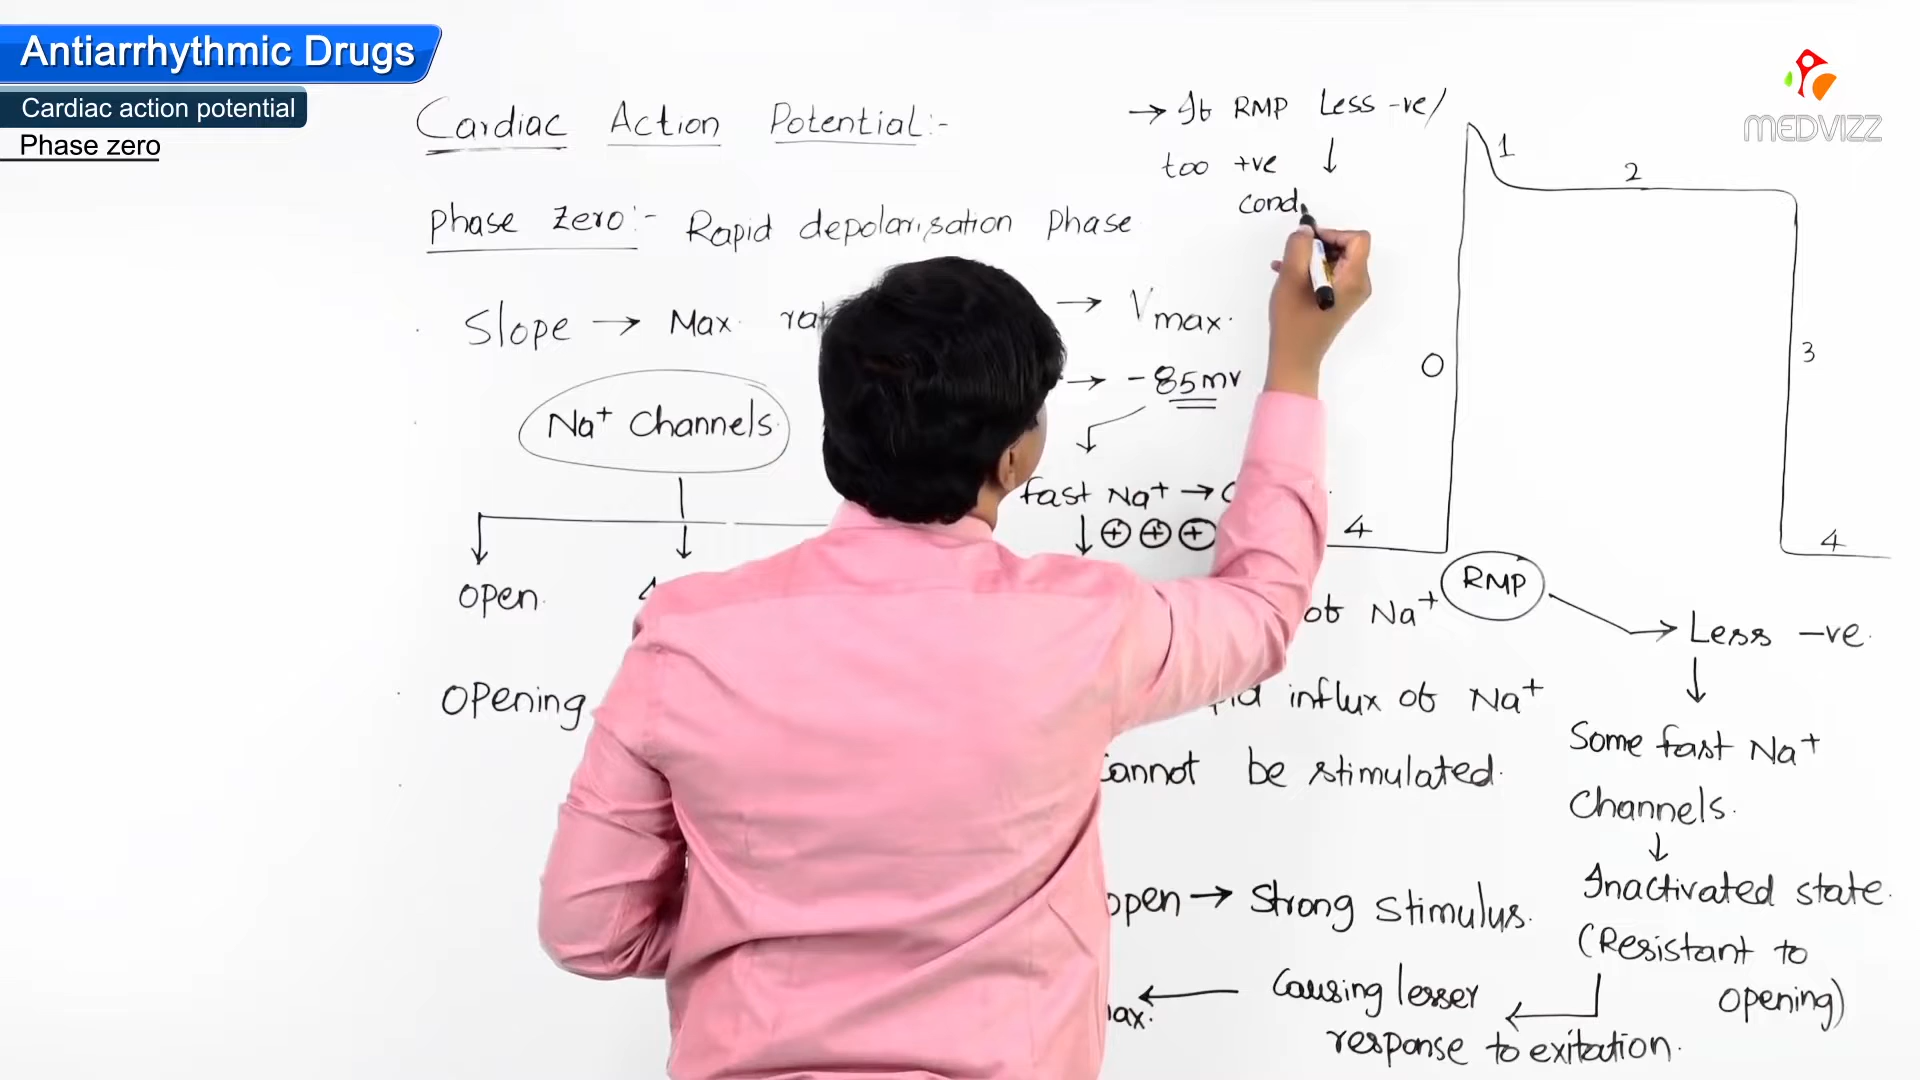 Antiarrhythmic Drugs
Cardiac action potential
Phase zero
MEDVIZZ
Cardiac Action Potential:-
Phase Zero:- Rapid depolarisation Phase
Slope → Max
→ Vmax.
→ -85mv
Na+ Channels
fast Na+ →
↓ + + +
open
of Na+
Opening
influx of Na+
cannot be stimulated.
open → Strong stimulus.
← Causing lesser
response to exitation.
→ If RMP Less -ve/
too +ve ↓
cond
1
2
0
3
4
4
RMP
→ Less -ve.
↓
Some fast Na+
Channels.
↓
Inactivated state.
(Resistant to
opening)